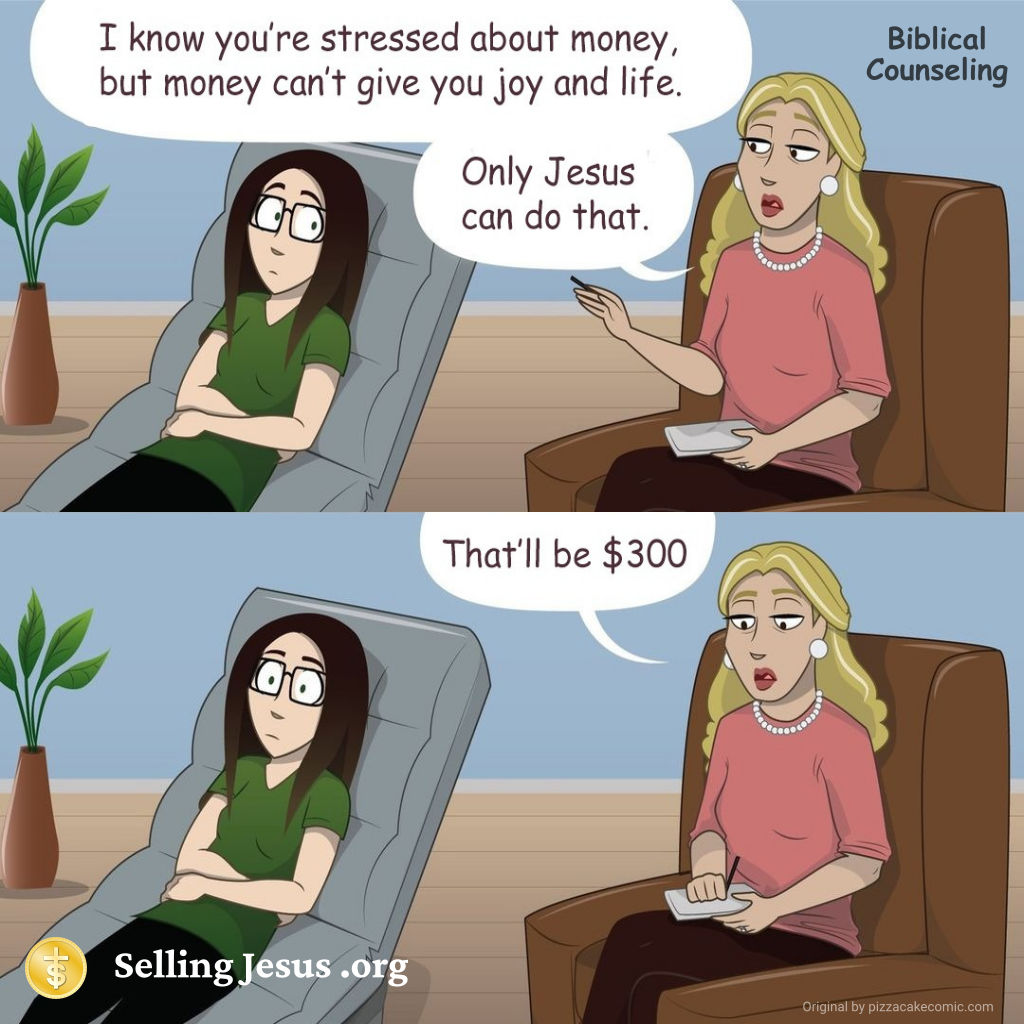 I know you're stressed about money,
but money can't give you joy and life.
Biblical
Counseling
Only Jesus
can do that.
That'll be $300
$
Selling Jesus .org
Original by pizzacakecomic.com